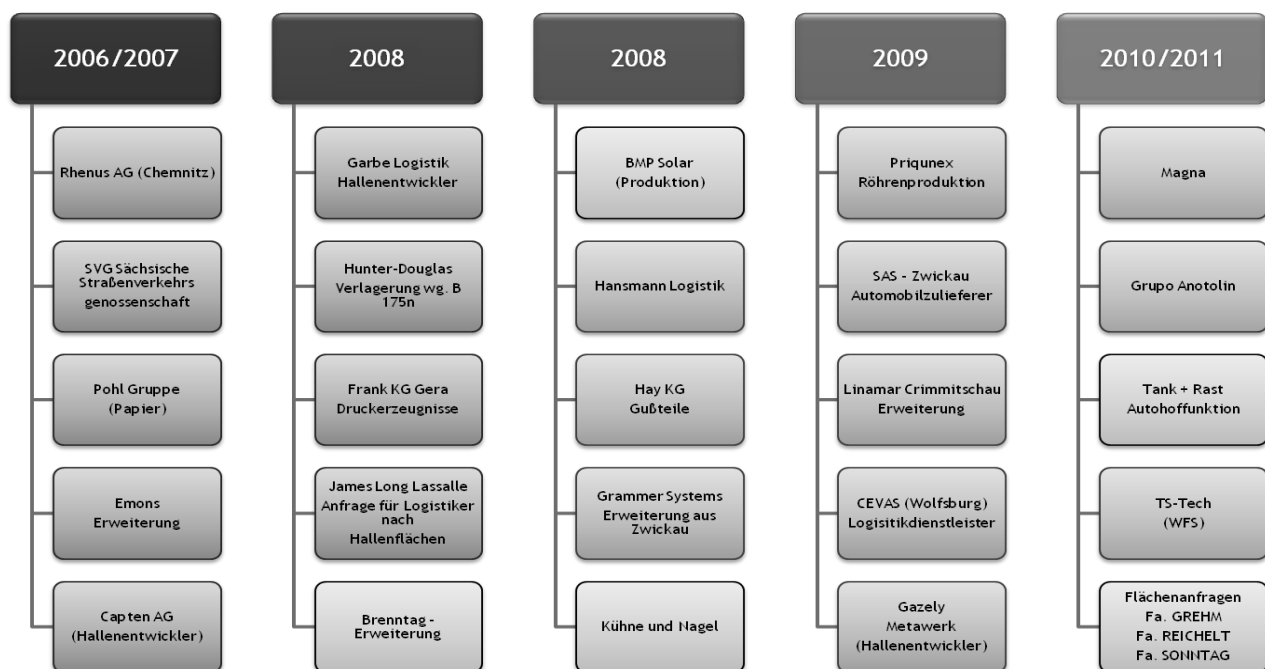 2006/2007
Rhenus AG (Chemnitz)
SVG Sächsische
Straßenverkehrs
genossenschaft
Pohl Gruppe
(Papier)
Emons
Erweiterung
Capten AG
(Hallenentwickler)
2008
Garbe Logistik
Hallenentwickler
Hunter-Douglas
Verlagerung wg. B
175n
Frank KG Gera
Druckerzeugnisse
James Long Lassalle
Anfrage für Logistiker
nach
Hallenflächen
Brenntag -
Erweiterung
2008
BMP Solar
(Produktion)
Hansmann Logistik
Hay KG
Gußteile
Grammer Systems
Erweiterung aus
Zwickau
Kühne und Nagel
2009
Priqunex
Röhrenproduktion
SAS - Zwickau
Automobilzulieferer
Linamar Crimmitschau
Erweiterung
CEVAS (Wolfsburg)
Logisitikdienstleister
Gazely
Metawerk
(Hallenentwickler)
2010/2011
Magna
Grupo Anotolin
Tank + Rast
Autohoffunktion
TS-Tech
(WFS)
Flächenanfragen
Fa. GREHM
Fa. REICHELT
Fa. SONNTAG